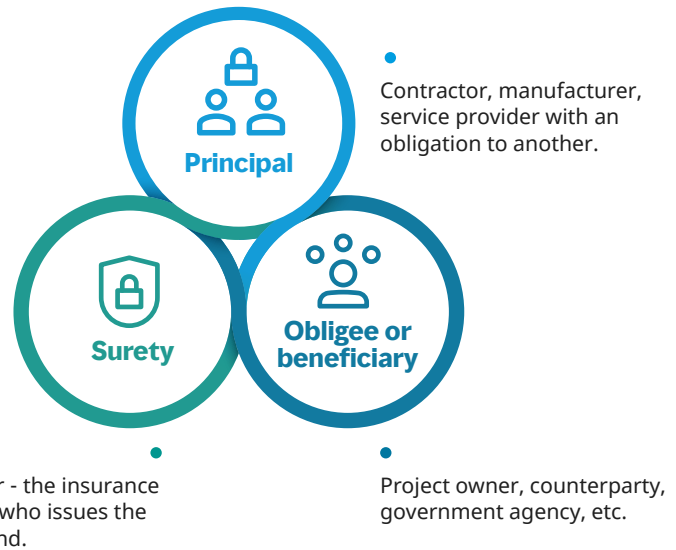 Principal
Contractor, manufacturer,
service provider with an
obligation to another.
Surety
Obligee or
beneficiary
- the insurance
who issues the
Project owner, counterparty,
government agency, etc.